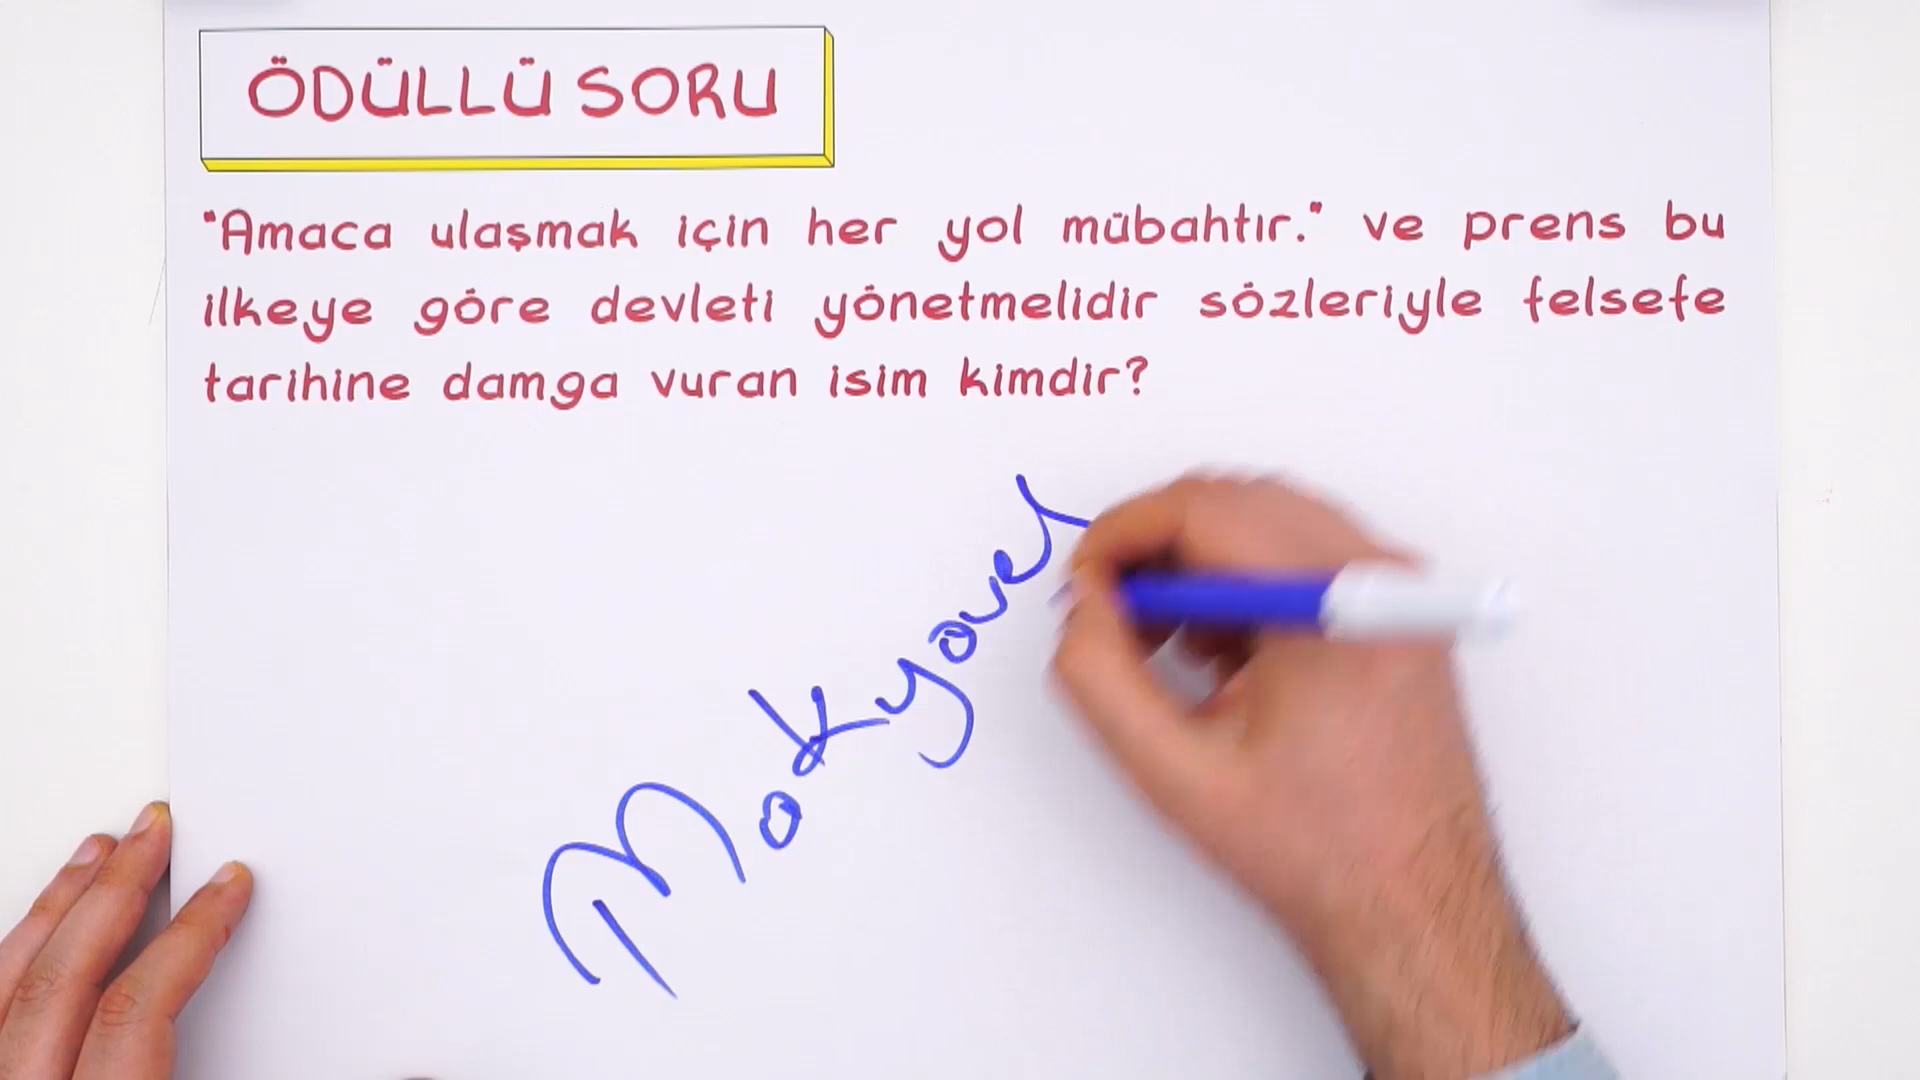 ÖDÜLLÜ SORU
"Amaca ulaşmak için her yol mübahtır." ve prens bu
ilkeye göre devleti yönetmelidir sözleriyle felsefe
tarihine damga vuran isim kimdir?
Makyavel